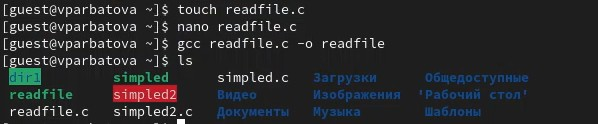 [guest@vparbatova]$ touch readfile.c
[guest@vparbatova]$ nano readfile.c
[guest@vparbatova]$ gcc readfile.c -o readfile
[guest@vparbatova]$ ls
dir1 simpled simpled.c Загрузки Общедоступные
readfile simpled2 Видео Изображения 'Рабочий стол'
readfile.c simpled2.c Документы Музыка Шаблоны